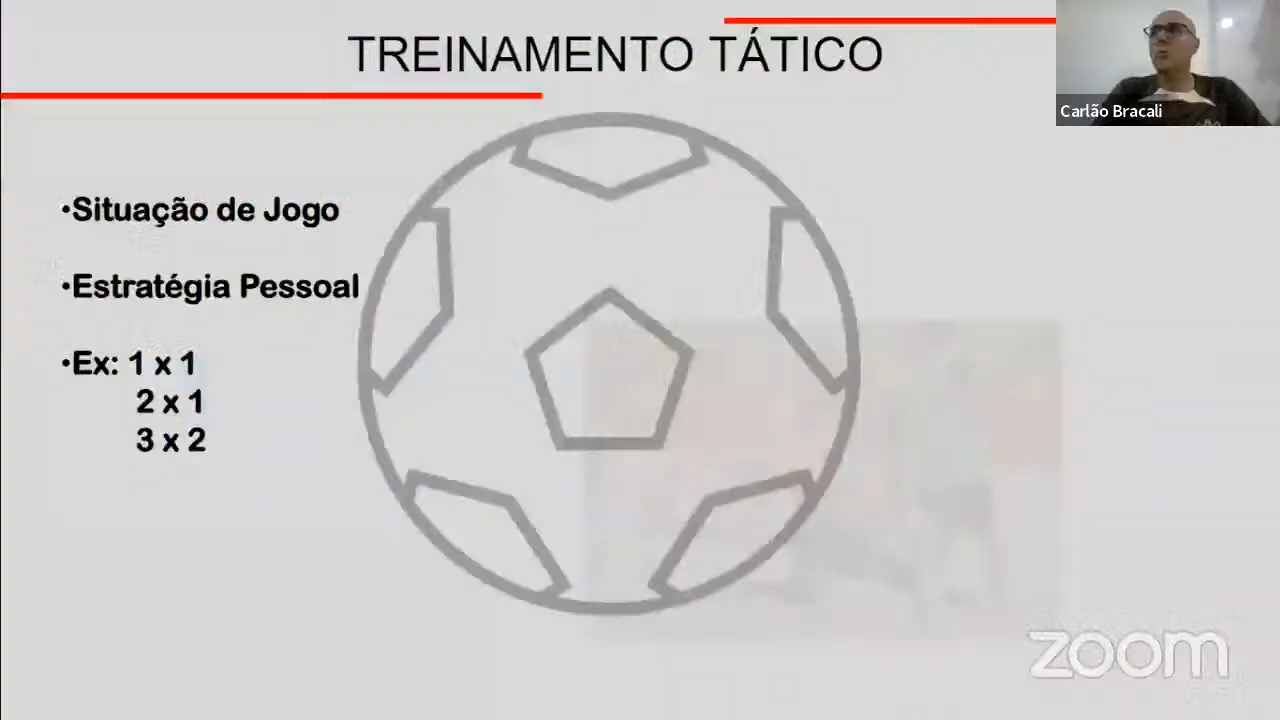 TREINAMENTO TÁTICO
Carlão Bracali
•Situação de Jogo
•Estratégia Pessoal
•Ex: 1 x 1
2 x 1
3 x 2
zoom